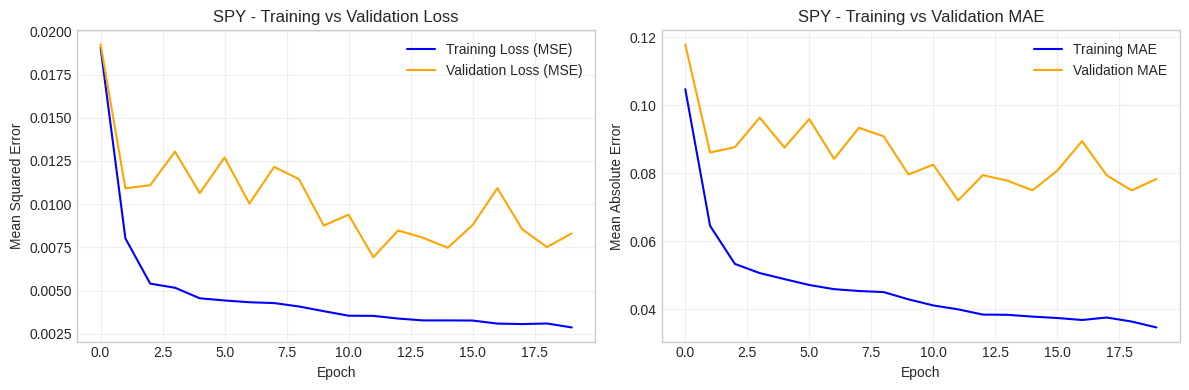 SPY - Training vs Validation Loss
Training Loss (MSE)
Validation Loss (MSE)
Mean Squared Error
0.0200
0.0175
0.0150
0.0125
0.0100
0.0075
0.0050
0.0025
0.0 2.5 5.0 7.5 10.0 12.5 15.0 17.5
Epoch
SPY - Training vs Validation MAE
Training MAE
Validation MAE
Mean Absolute Error
0.12
0.10
0.08
0.06
0.04
0.0 2.5 5.0 7.5 10.0 12.5 15.0 17.5
Epoch